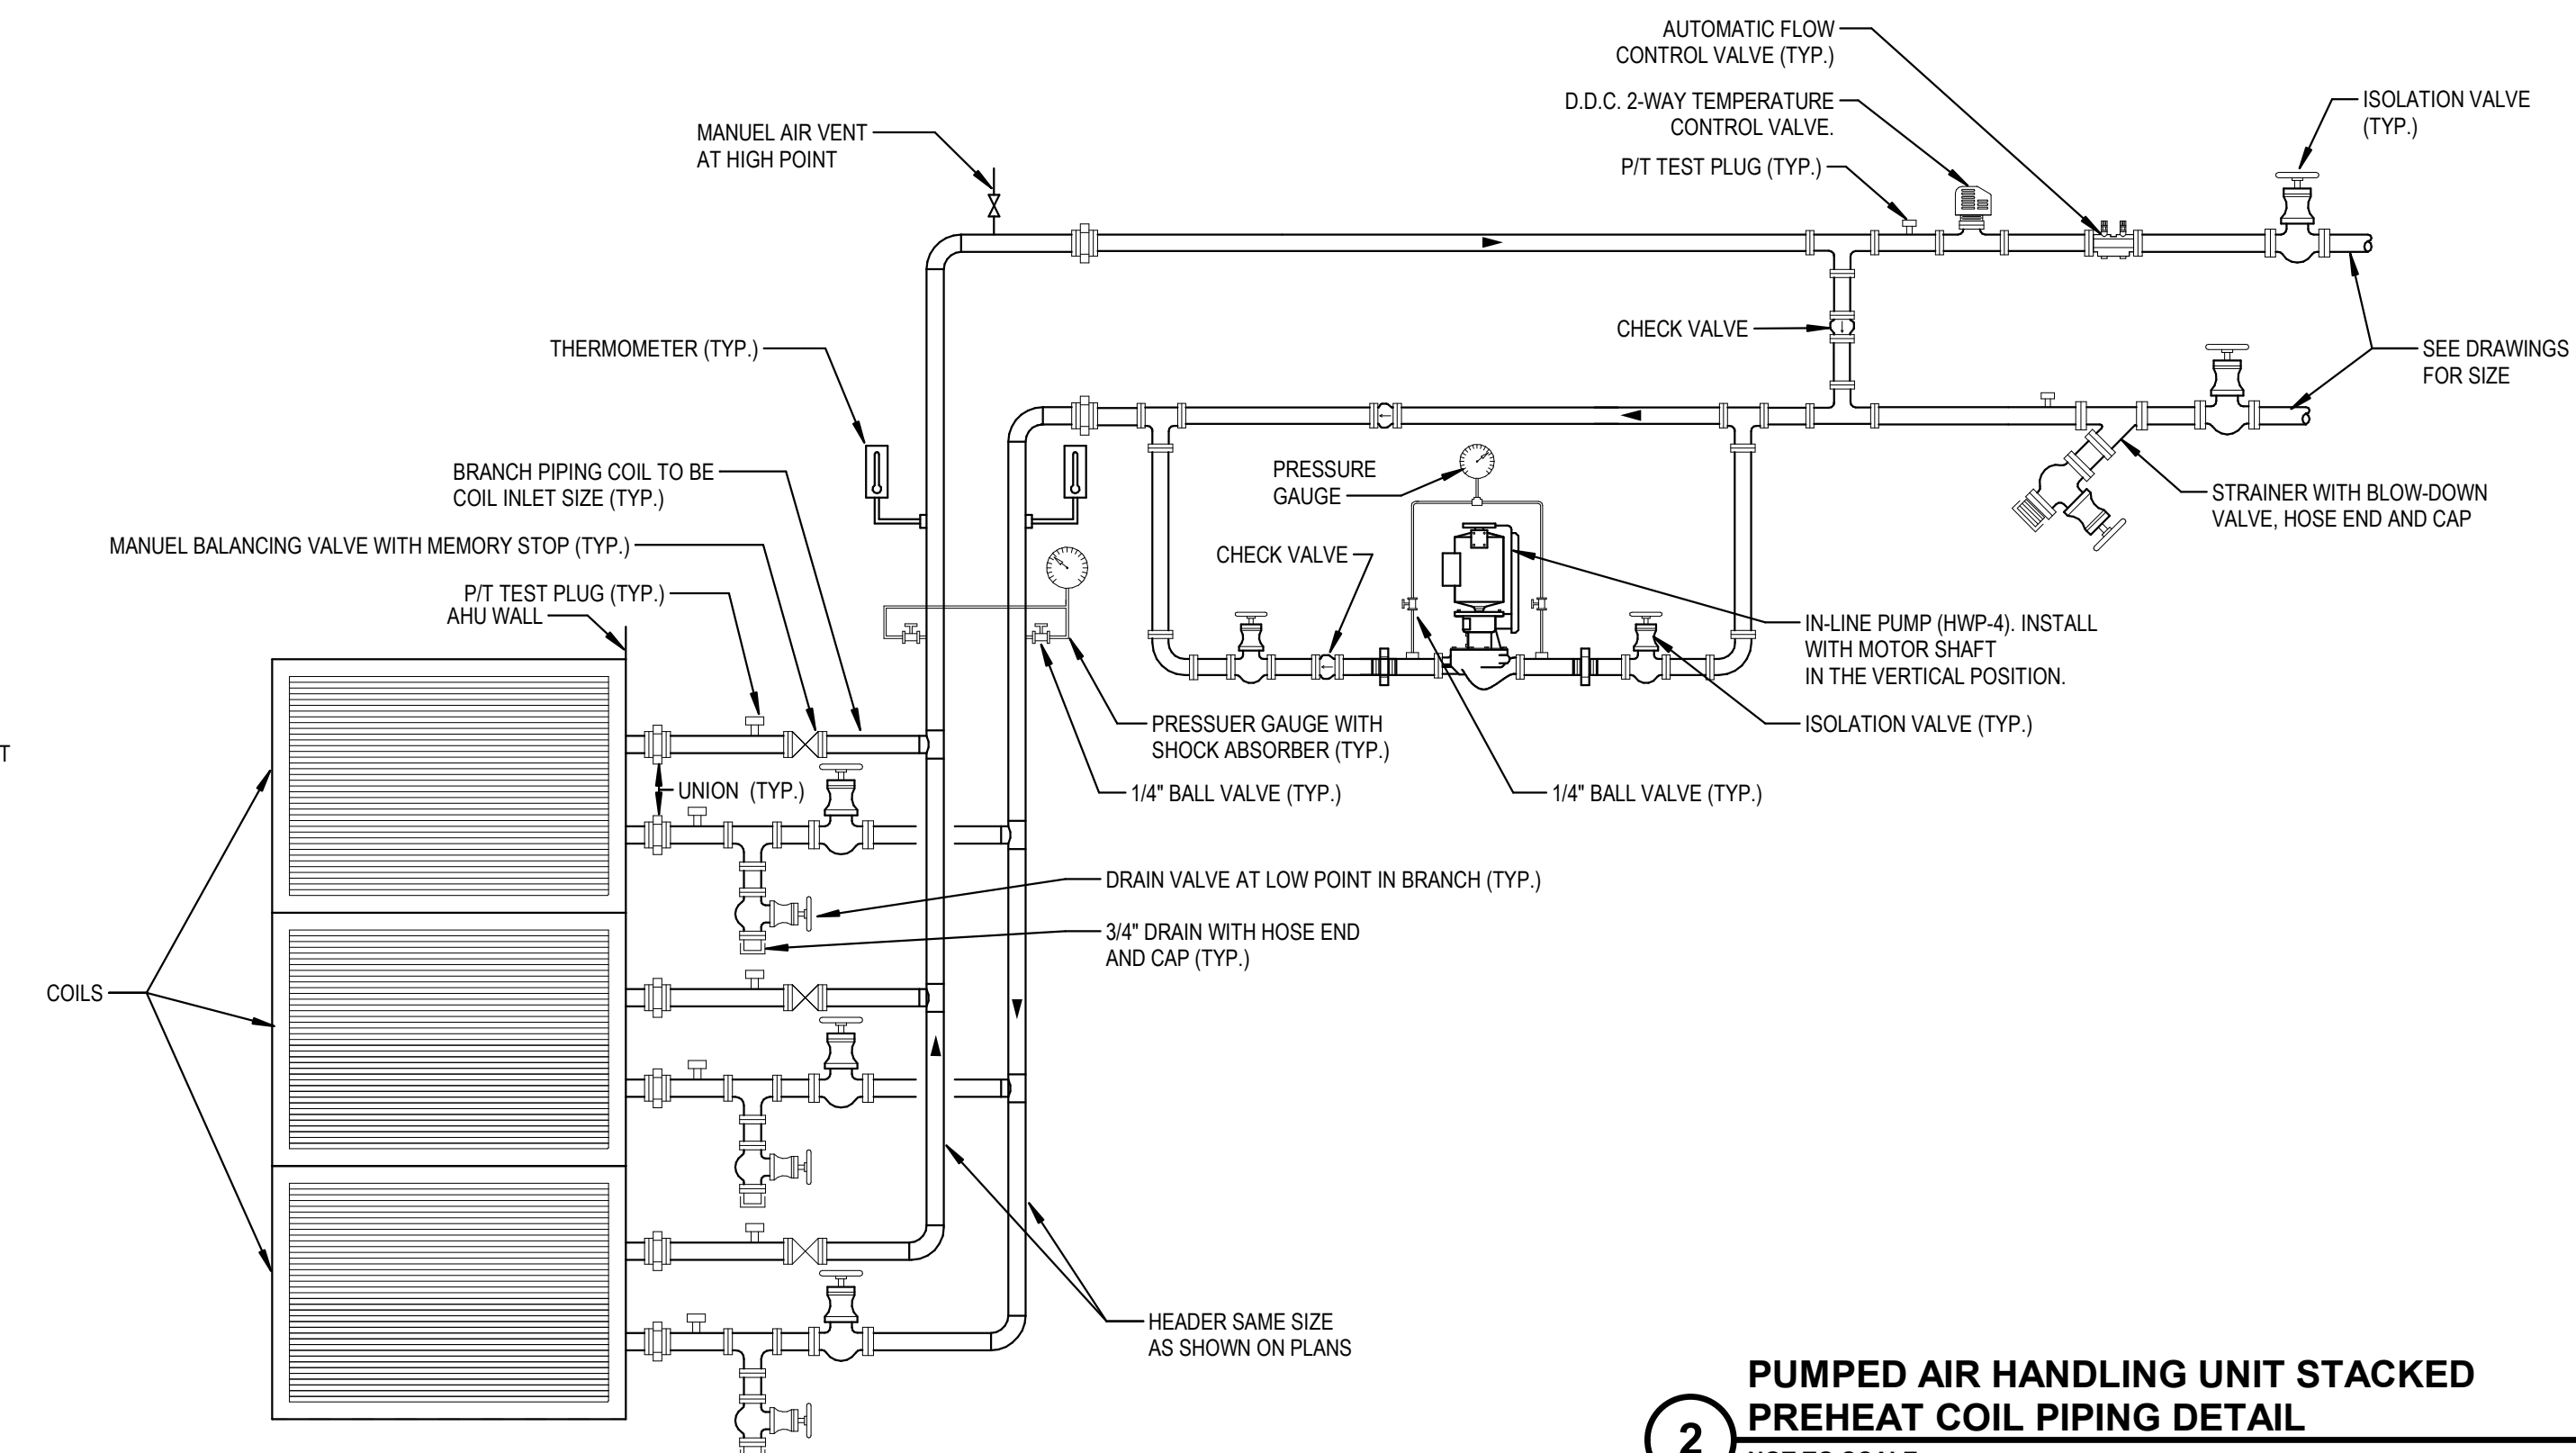 AUTOMATIC FLOW
CONTROL VALVE (TYP.)
D.D.C. 2-WAY TEMPERATURE
CONTROL VALVE.
P/T TEST PLUG (TYP.)
ISOLATION VALVE
(TYP.)
MANUEL AIR VENT
AT HIGH POINT
CHECK VALVE
SEE DRAWINGS
FOR SIZE
THERMOMETER (TYP.)
BRANCH PIPING COIL TO BE
COIL INLET SIZE (TYP.)
PRESSURE
GAUGE
STRAINER WITH BLOW-DOWN
VALVE, HOSE END AND CAP
MANUEL BALANCING VALVE WITH MEMORY STOP (TYP.)
CHECK VALVE
P/T TEST PLUG (TYP.)
AHU WALL
IN-LINE PUMP (HWP-4). INSTALL
WITH MOTOR SHAFT
IN THE VERTICAL POSITION.
PRESSUER GAUGE WITH
SHOCK ABSORBER (TYP.)
ISOLATION VALVE (TYP.)
T
UNION (TYP.)
1/4" BALL VALVE (TYP.)
1/4" BALL VALVE (TYP.)
DRAIN VALVE AT LOW POINT IN BRANCH (TYP.)
3/4" DRAIN WITH HOSE END
AND CAP (TYP.)
COILS
HEADER SAME SIZE
AS SHOWN ON PLANS
PUMPED AIR HANDLING UNIT STACKED
PREHEAT COIL PIPING DETAIL
2
NOT TO SCALE